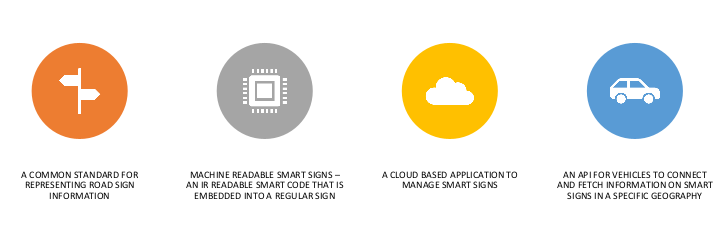 A COMMON STANDARD FOR
REPRESENTING ROAD SIGN
INFORMATION
MACHINE READABLE SMART SIGNS –
AN IR READABLE SMART CODE THAT IS
EMBEDDED INTO A REGULAR SIGN
A CLOUD BASED APPLICATION TO
MANAGE SMART SIGNS
AN API FOR VEHICLES TO CONNECT
AND FETCH INFORMATION ON SMART
SIGNS IN A SPECIFIC GEOGRAPHY